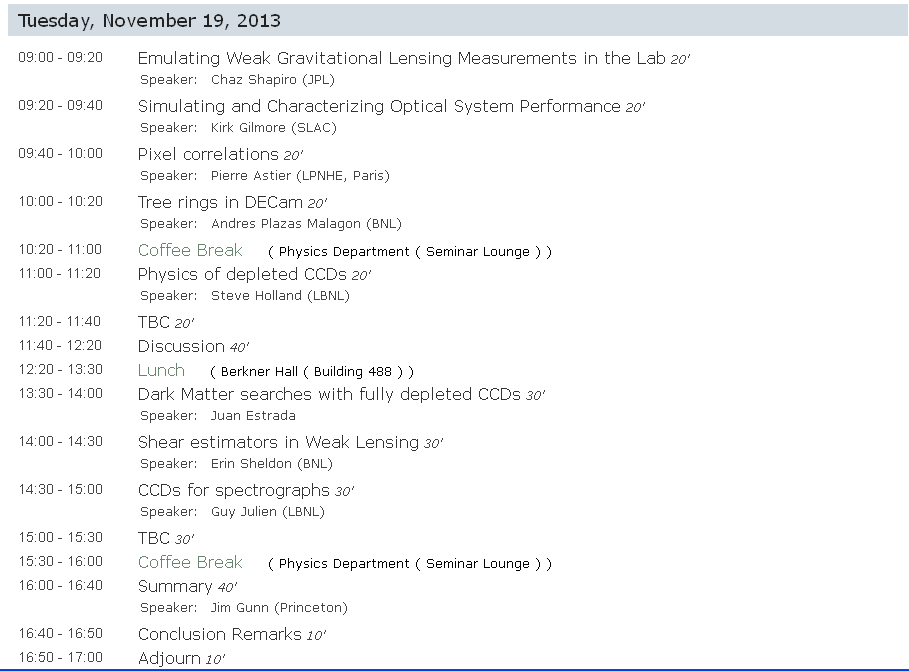 Tuesday, November 19, 2013
09:00 - 09:20 Emulating Weak Gravitational Lensing Measurements in the Lab 20'
Speaker: Chaz Shapiro (JPL)
09:20 - 09:40 Simulating and Characterizing Optical System Performance 20'
Speaker: Kirk Gilmore (SLAC)
09:40 - 10:00 Pixel correlations 20'
Speaker: Pierre Astier (LPNHE, Paris)
10:00 - 10:20 Tree rings in DECam 20'
Speaker: Andres Plazas Malagon (BNL)
10:20 - 11:00 Coffee Break ( Physics Department ( Seminar Lounge ) )
11:00 - 11:20 Physics of depleted CCDs 20'
Speaker: Steve Holland (LBNL)
11:20 - 11:40 TBC 20'
11:40 - 12:20 Discussion 40'
12:20 - 13:30 Lunch ( Berkner Hall ( Building 488 ) )
13:30 - 14:00 Dark Matter searches with fully depleted CCDs 30'
Speaker: Juan Estrada
14:00 - 14:30 Shear estimators in Weak Lensing 30'
Speaker: Erin Sheldon (BNL)
14:30 - 15:00 CCDs for spectrographs 30'
Speaker: Guy Julien (LBNL)
15:00 - 15:30 TBC 30'
15:30 - 16:00 Coffee Break ( Physics Department ( Seminar Lounge ) )
16:00 - 16:40 Summary 40'
Speaker: Jim Gunn (Princeton)
16:40 - 16:50 Conclusion Remarks 10'
16:50 - 17:00 Adjourn 10'